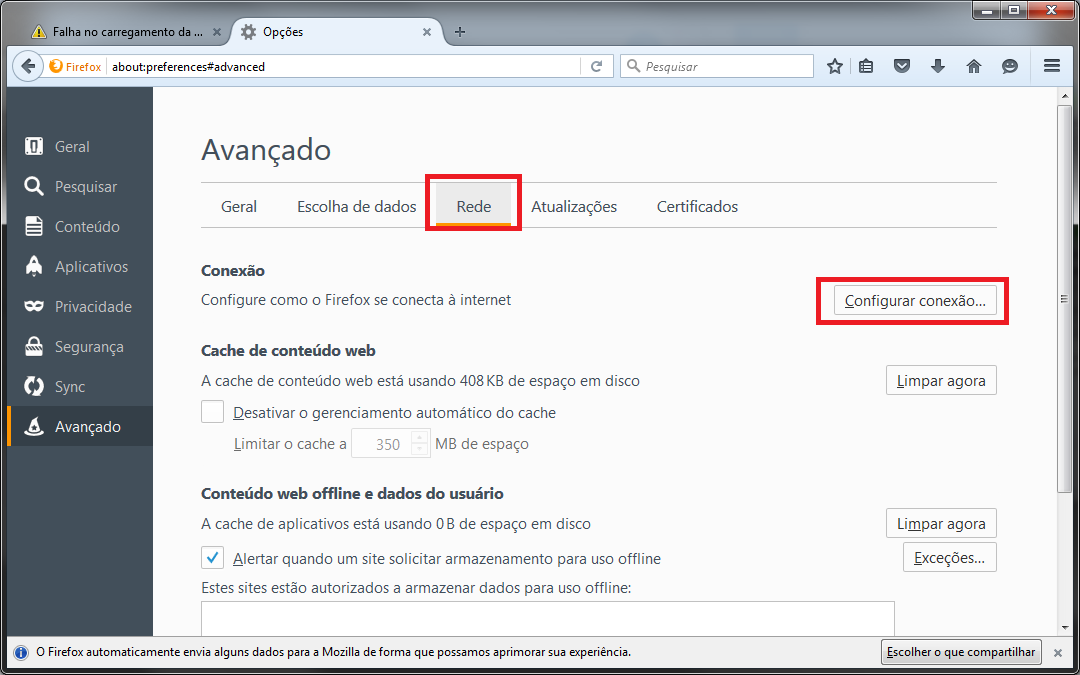 Falha no carregamento da ...
Opções
Firefox
about:preferences#advanced
Pesquisar
Geral
Pesquisar
Conteúdo
Aplicativos
Privacidade
Segurança
Sync
Avançado
Avançado
Geral
Escolha de dados
Rede
Atualizações
Certificados
Conexão
Configure como o Firefox se conecta à internet
Configurar conexão...
Cache de conteúdo web
A cache de conteúdo web está usando 408 KB de espaço em disco
Limpar agora
Desativar o gerenciamento automático do cache
Limitar o cache a 350 MB de espaço
Conteúdo web offline e dados do usuário
A cache de aplicativos está usando 0 B de espaço em disco
Limpar agora
Alertar quando um site solicitar armazenamento para uso offline
Exceções...
Estes sites estão autorizados a armazenar dados para uso offline:
O Firefox automaticamente envia alguns dados para a Mozilla de forma que possamos aprimorar sua experiência.
Escolher o que compartilhar